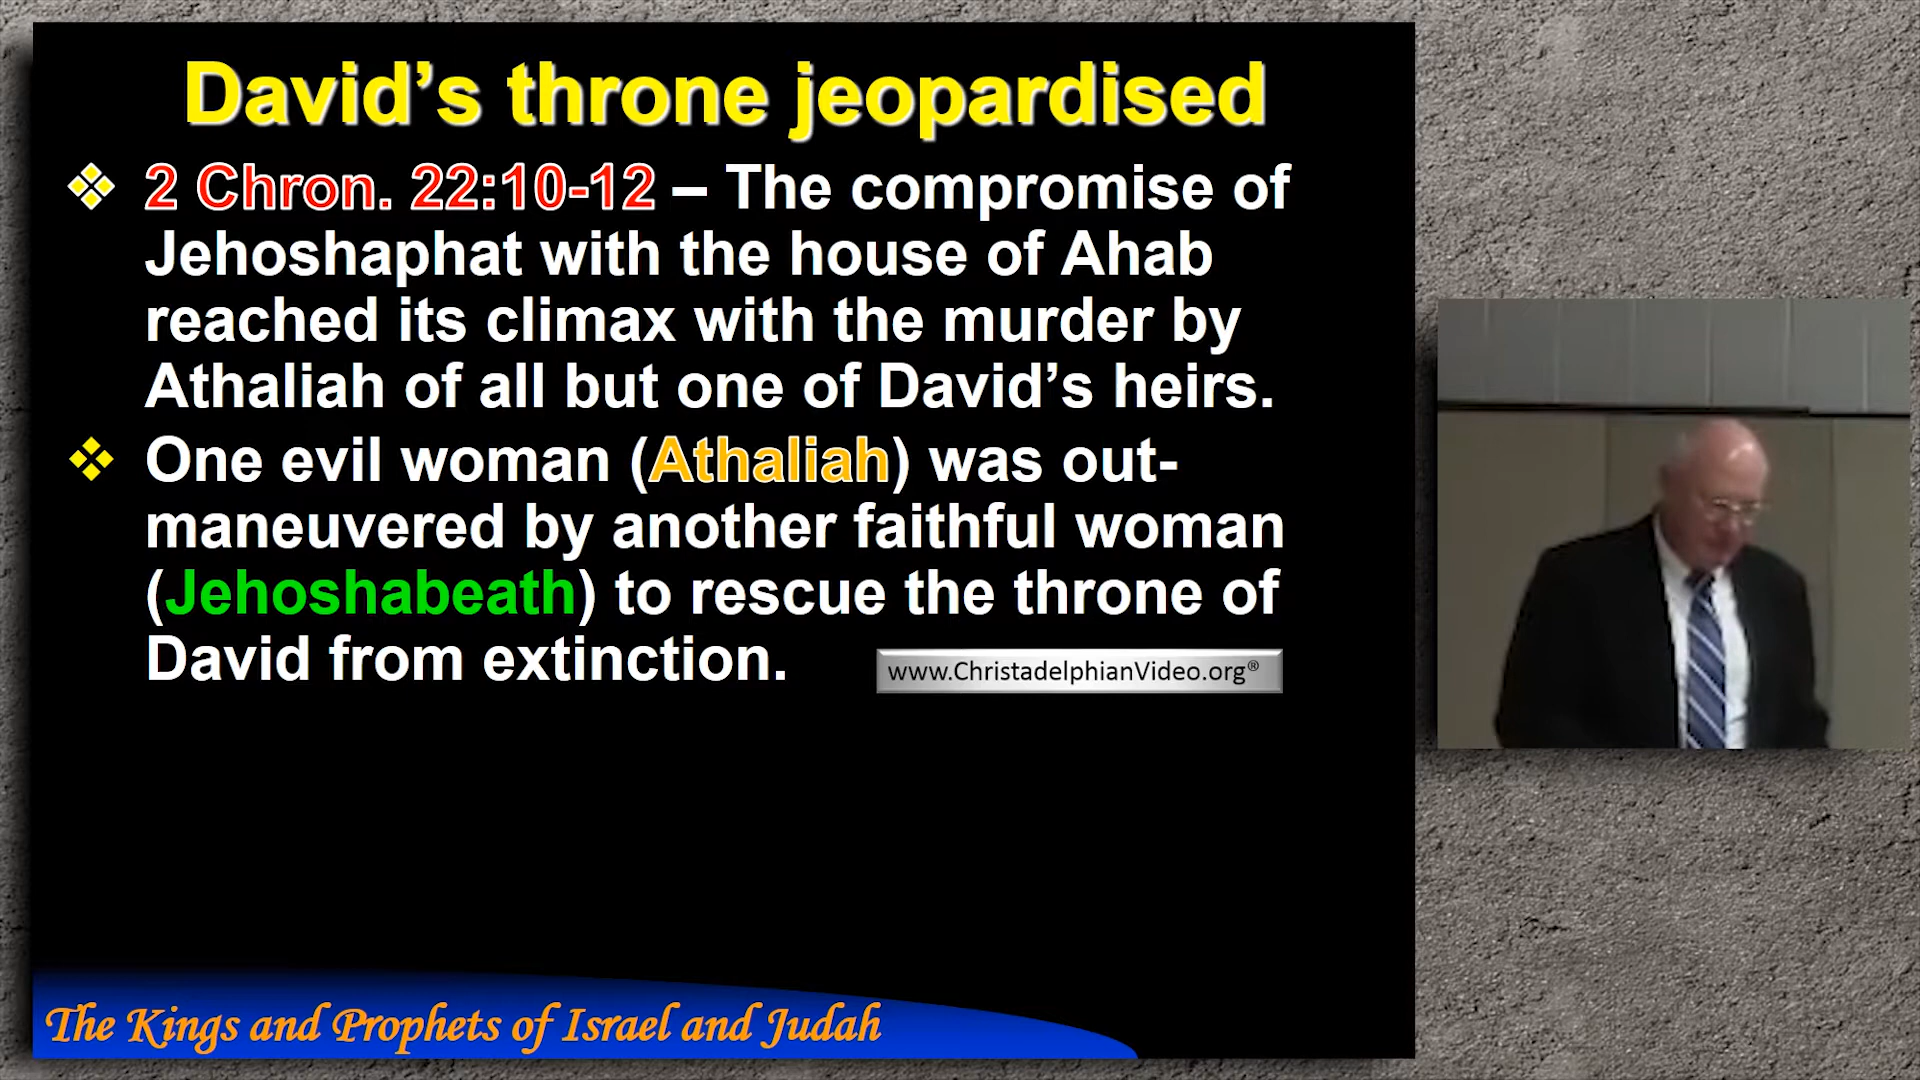 David’s throne jeopardised
2 Chron. 22:10-12 – The compromise of
Jehoshaphat with the house of Ahab
reached its climax with the murder by
Athaliah of all but one of David’s heirs.
One evil woman (Athaliah) was out-
maneuvered by another faithful woman
(Jehoshabeath) to rescue the throne of
David from extinction.
www.ChristadelphianVideo.org®
The Kings and Prophets of Israel and Judah